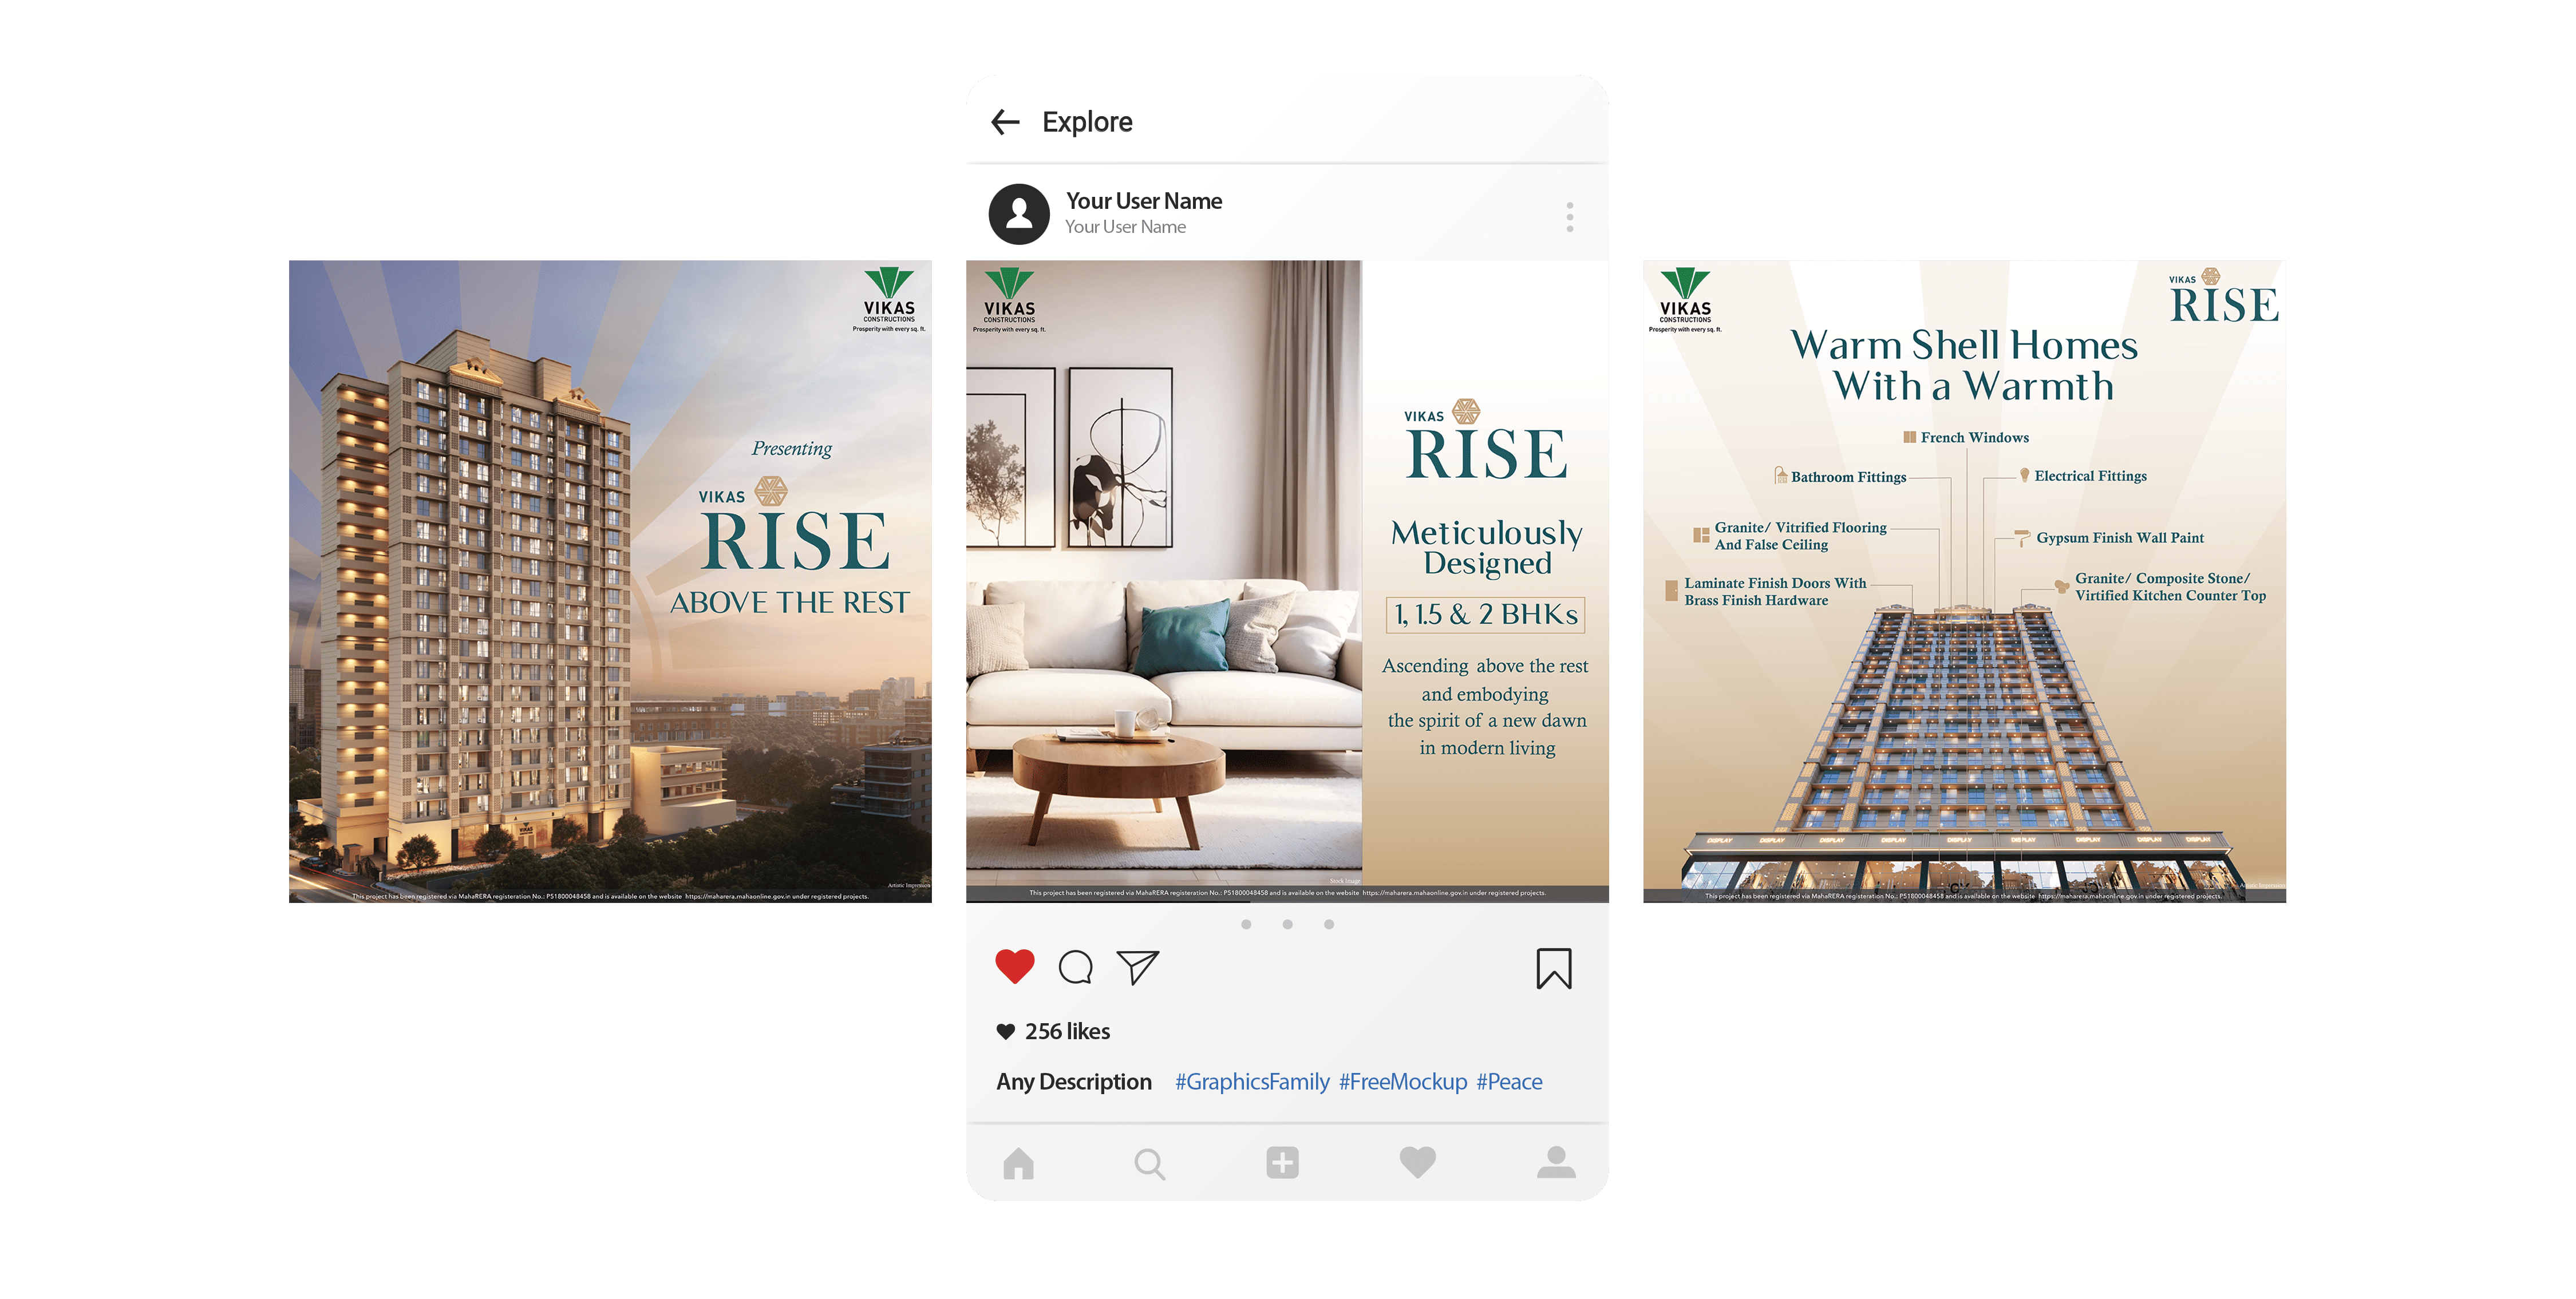 Explore
Your User Name
Your User Name
VIKAS
CONSTRUCTIONS
Prosperity with every sq. ft.
Presenting
VIKAS
RISE
ABOVE THE REST
Artistic Impression
This project has been registered via MahaRERA registeration No.: P51800048458 and is available on the website https://maharera.mahaonline.gov.in under registered projects.
VIKAS
CONSTRUCTIONS
Prosperity with every sq. ft.
VIKAS
RISE
Meticulously
Designed
1, 1.5 & 2 BHKs
Ascending above the rest
and embodying
the spirit of a new dawn
in modern living
Stock Image
This project has been registered via MahaRERA registeration No.: P51800048458 and is available on the website https://maharera.mahaonline.gov.in under registered projects.
VIKAS
CONSTRUCTIONS
Prosperity with every sq. ft.
VIKAS
RISE
Warm Shell Homes
With a Warmth
French Windows
Bathroom Fittings
Electrical Fittings
Granite/ Vitrified Flooring
And False Ceiling
Gypsum Finish Wall Paint
Laminate Finish Doors With
Brass Finish Hardware
Granite/ Composite Stone/
Virtified Kitchen Counter Top
DISPLAY DISPLAY DISPLAY DISPLAY DISPLAY DISPLAY DISPLAY DISPLAY DISPLAY
Artistic Impression
This project has been registered via MahaRERA registeration No.: P51800048458 and is available on the website https://maharera.mahaonline.gov.in under registered projects.
256 likes
Any Description #GraphicsFamily #FreeMockup #Peace